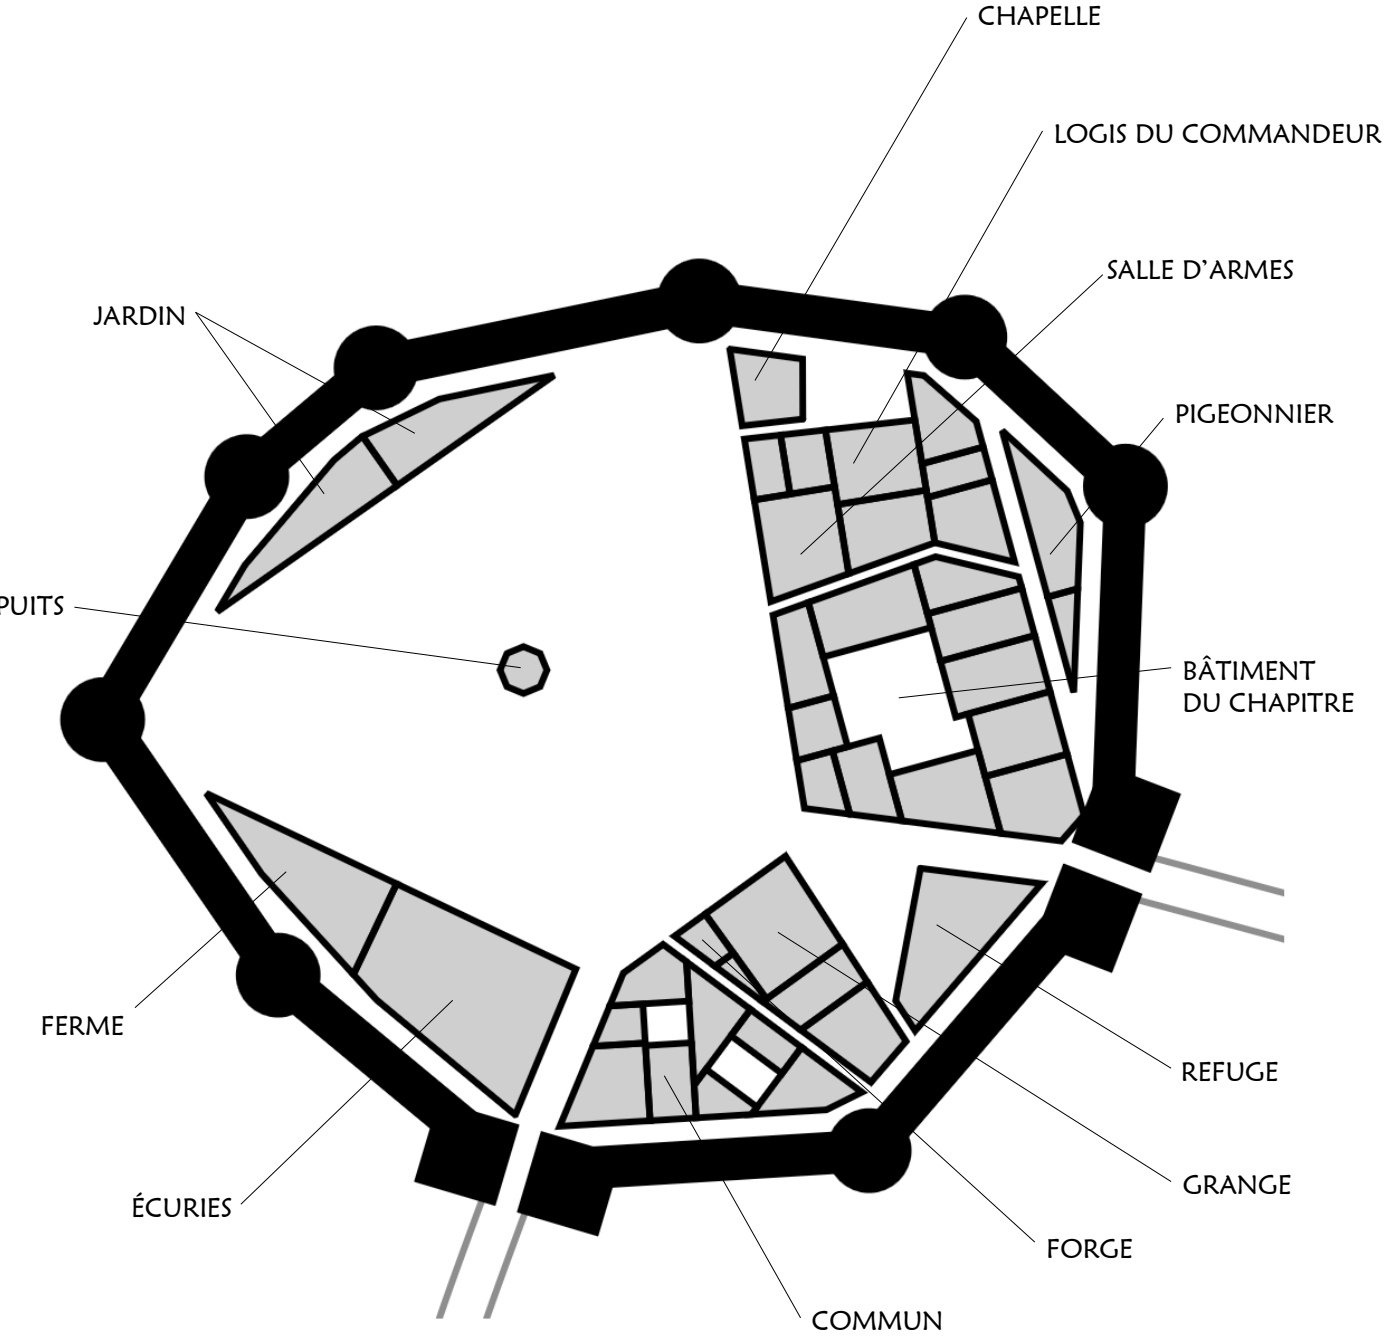 CHAPELLE
LOGIS DU COMMANDEUR
SALLE D’ARMES
JARDIN
PIGEONNIER
PUITS
BÂTIMENT
DU CHAPITRE
FERME
REFUGE
GRANGE
ÉCURIES
FORGE
COMMUN